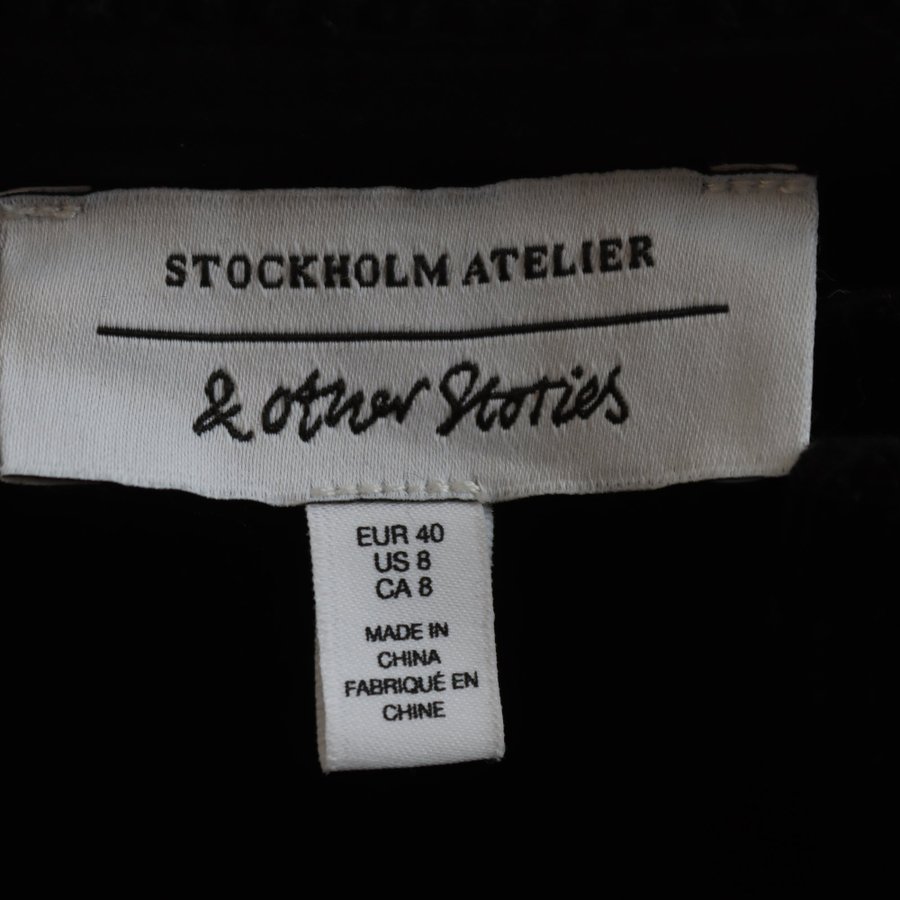 STOCKHOLM ATELIER
& other Stories
EUR 40
US 8
CA 8
MADE IN
CHINA
FABRIQUÉ EN
CHINE